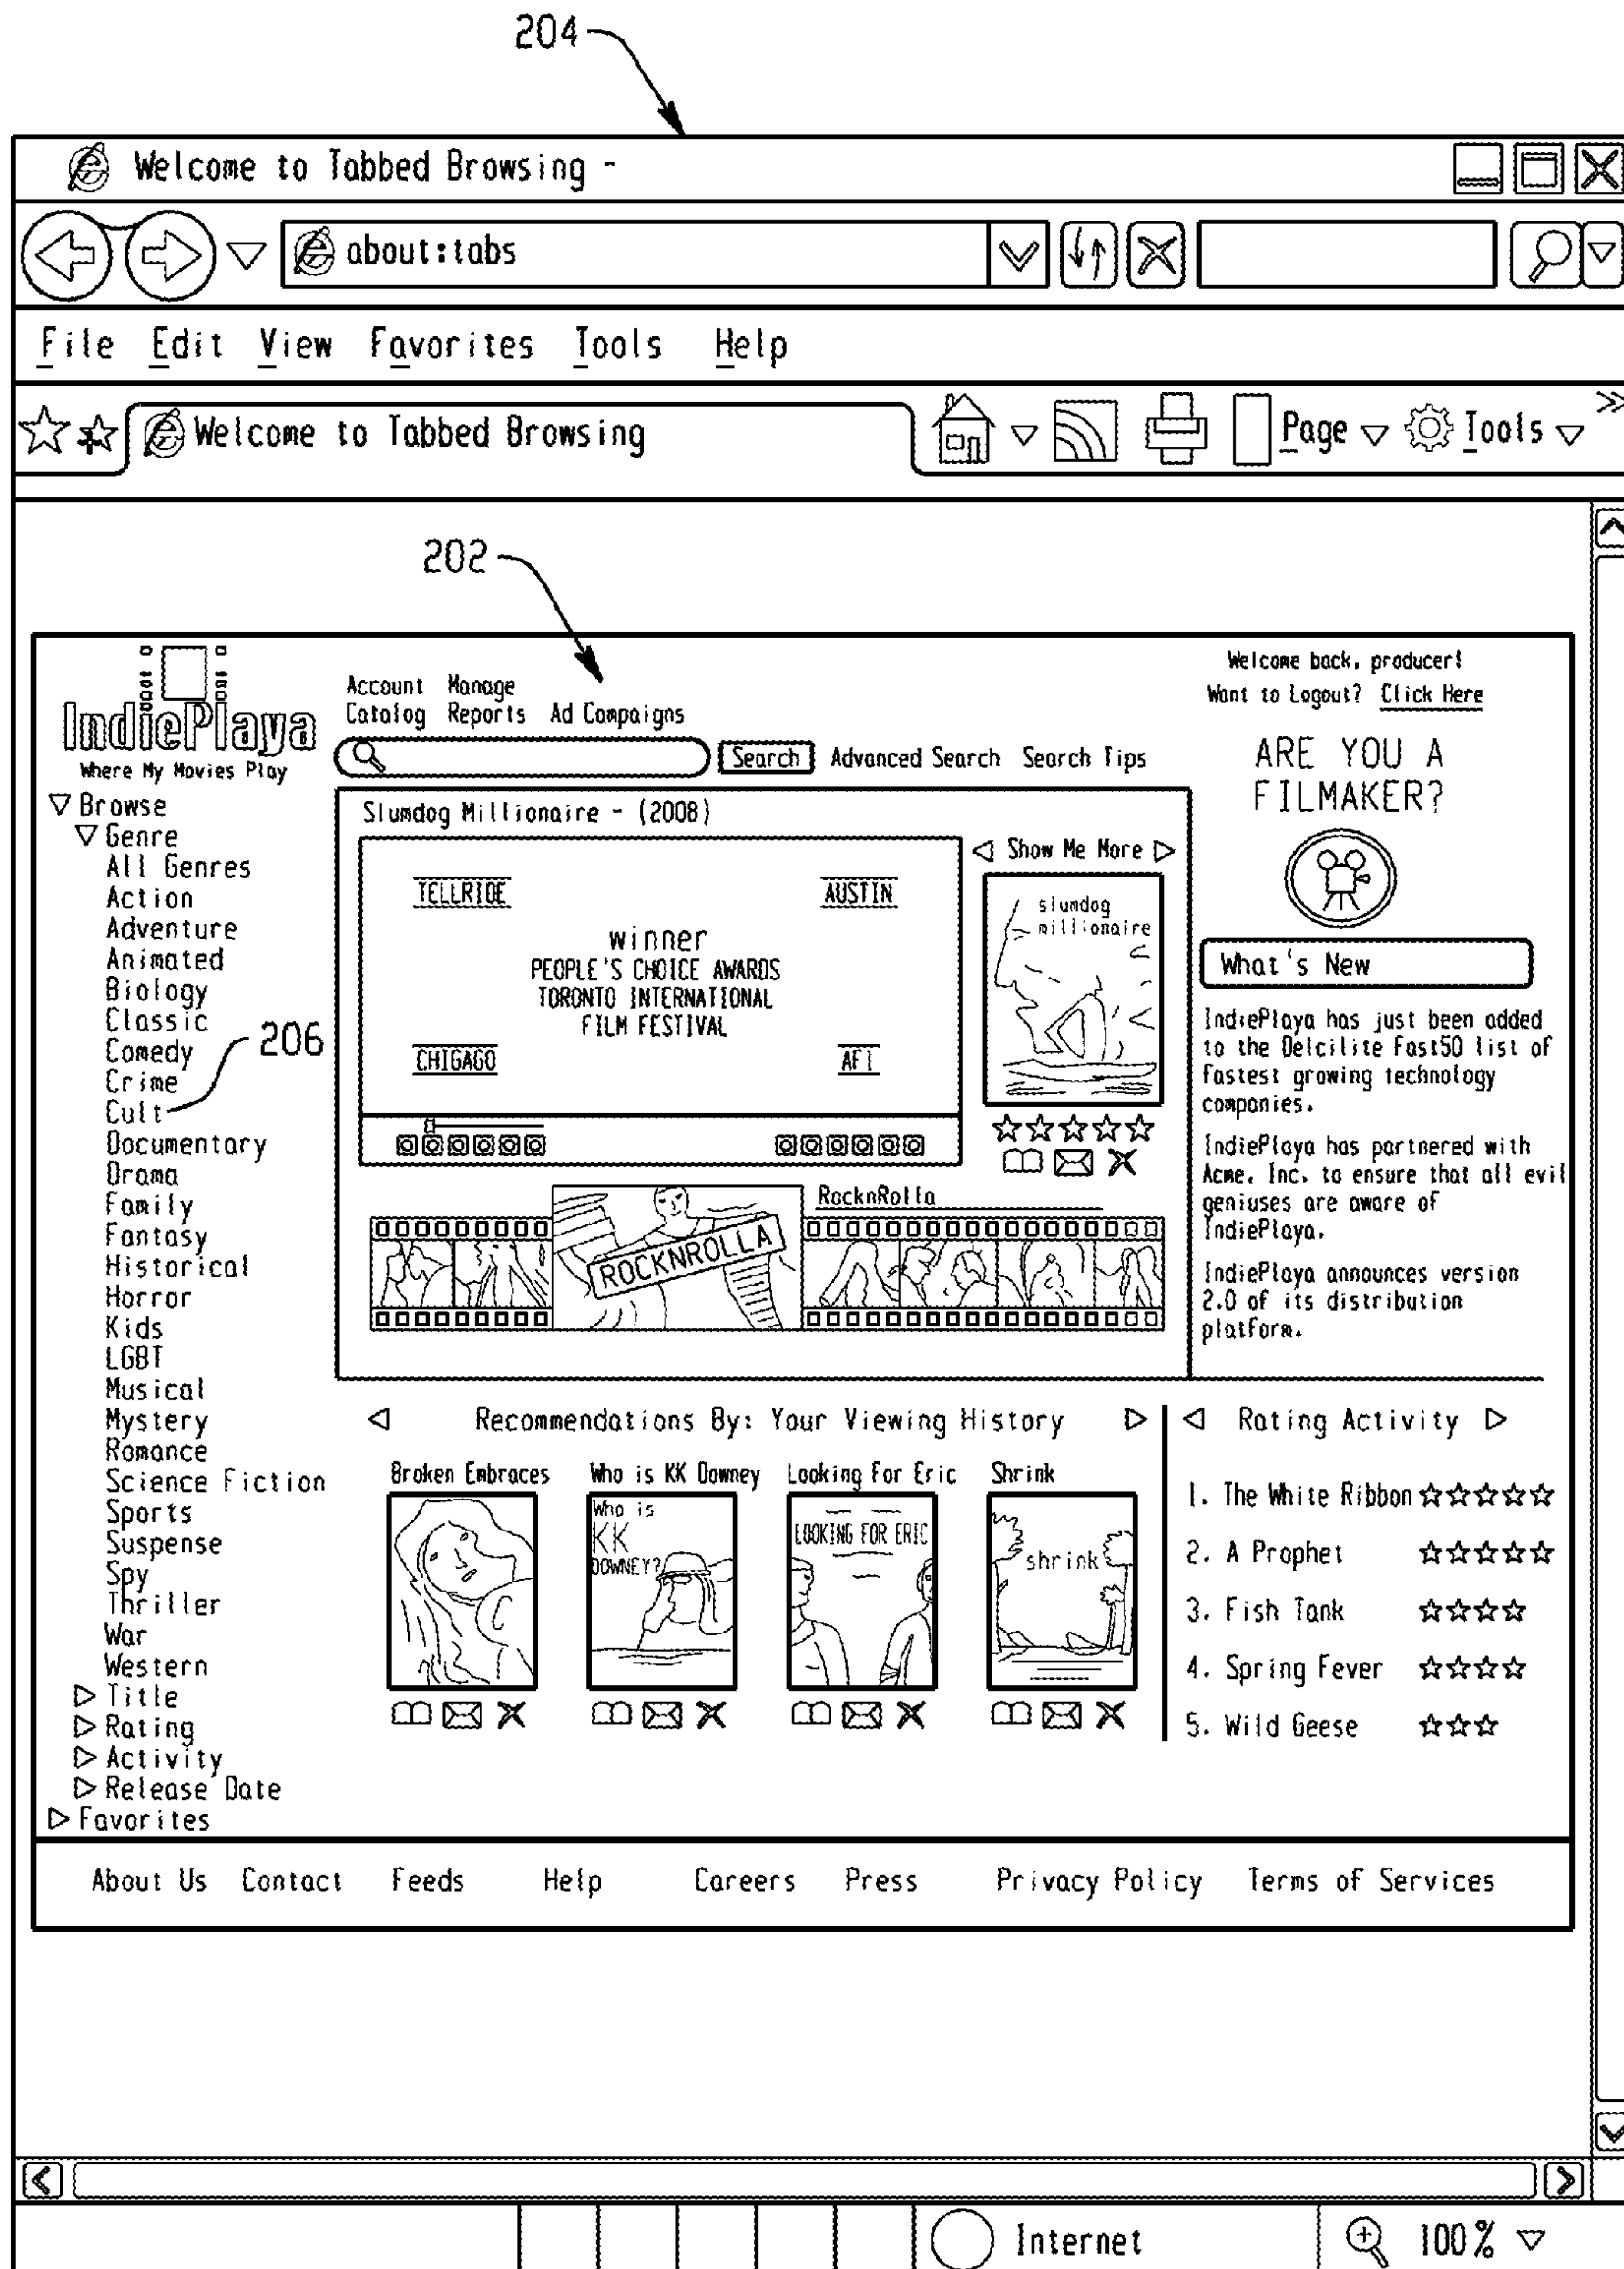 204
Welcome to Tabbed Browsing -
about:tabs
File Edit View Favorites Tools Help
Welcome to Tabbed Browsing
Page Tools
202
IndiePlaya
Where My Movies Play
Account Manage
Catalog Reports Ad Campaigns
Search Advanced Search Search Tips
Welcome back, producer!
Want to Logout? Click Here
ARE YOU A
FILMAKER?
Browse
Genre
All Genres
Action
Adventure
Animated
Biology
Classic
Comedy
Crime
Cult
206
Documentary
Drama
Family
Fantasy
Historical
Horror
Kids
LGBT
Musical
Mystery
Romance
Science Fiction
Sports
Suspense
Spy
Thriller
War
Western
Title
Rating
Activity
Release Date
Favorites
Slumdog Millionaire - (2008)
TELLRIDE
AUSTIN
winner
PEOPLE'S CHOICE AWARDS
TORONTO INTERNATIONAL
FILM FESTIVAL
CHIGAGO
AFI
Show Me More
slumdog
millionaire
RocknRolla
ROCKNROLLA
What's New
IndiePlaya has just been added
to the Delcilite Fast50 list of
fastest growing technology
companies.
IndiePlaya has partnered with
Acme, Inc. to ensure that all evil
geniuses are aware of
IndiePlaya.
IndiePlaya announces version
2.0 of its distribution
platform.
Recommendations By: Your Viewing History
Broken Embraces
Who is KK Downey
Looking For Eric
Shrink
Who is
KK
DOWNEY?
LOOKING FOR ERIC
shrink
Rating Activity
1. The White Ribbon
2. A Prophet
3. Fish Tank
4. Spring Fever
5. Wild Geese
About Us Contact Feeds Help Careers Press Privacy Policy Terms of Services
Internet
100%